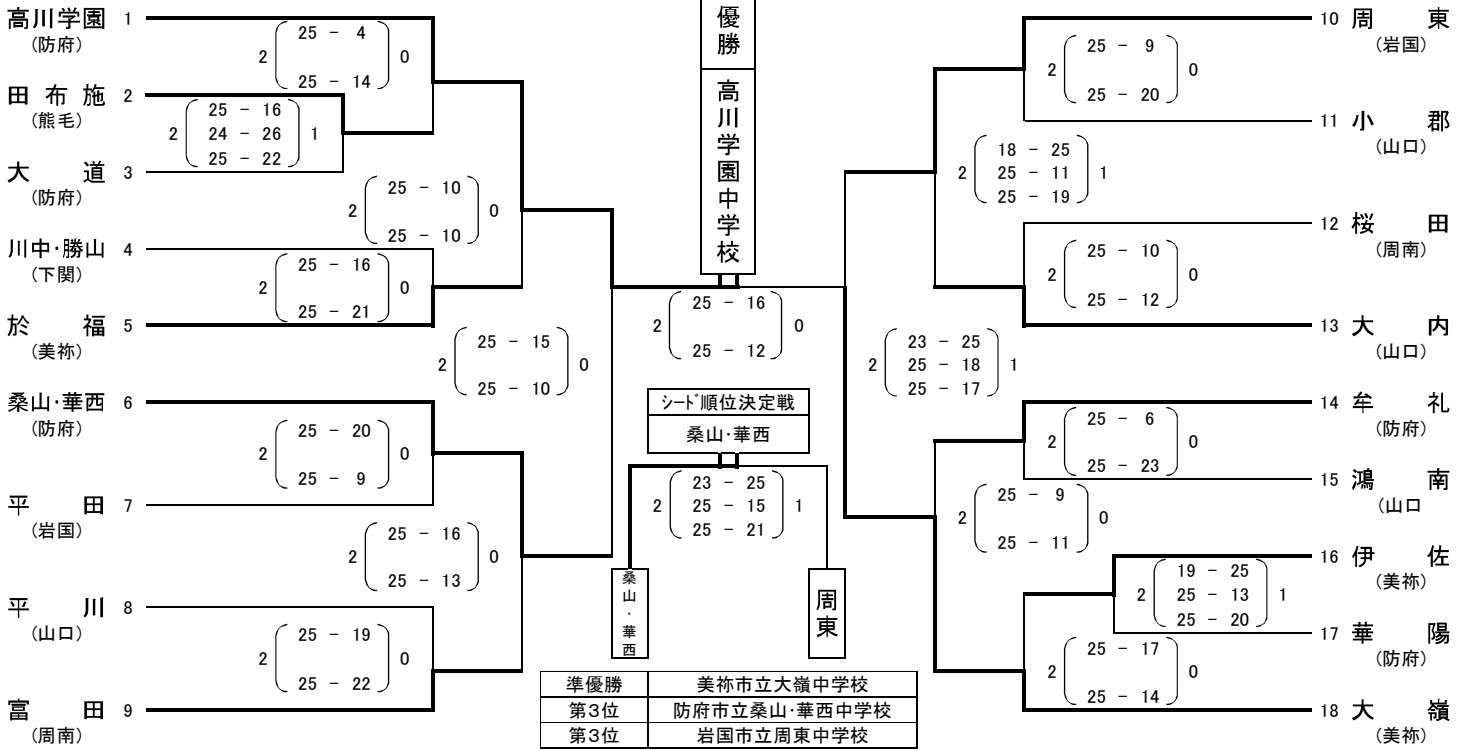 高川学園 1
(防府)
2 25 - 4 0
25 - 14
田布施 2
(熊毛)
2 25 - 16 1
24 - 26
25 - 22
大道 3
(防府)
2 25 - 10 0
25 - 10
川中・勝山 4
(下関)
2 25 - 16 0
25 - 21
於福 5
(美祢)
2 25 - 15 0
25 - 10
桑山・華西 6
(防府)
2 25 - 20 0
25 - 9
平田 7
(岩国)
2 25 - 16 0
25 - 13
平川 8
(山口)
2 25 - 19 0
25 - 22
富田 9
(周南)
優勝
高川学園中学校
2 25 - 16 0
25 - 12
シード順位決定戦
桑山・華西
2 23 - 25 1
25 - 15
25 - 21
桑山・華西
周東
準優勝 美祢市立大嶺中学校
第3位 防府市立桑山・華西中学校
第3位 岩国市立周東中学校
10 周東
(岩国)
2 25 - 9 0
25 - 20
11 小郡
(山口)
2 18 - 25 1
25 - 11
25 - 19
12 桜田
(周南)
2 25 - 10 0
25 - 12
13 大内
(山口)
2 23 - 25 1
25 - 18
25 - 17
14 牟礼
(防府)
2 25 - 6 0
25 - 23
15 鴻南
(山口
2 25 - 9 0
25 - 11
16 伊佐
(美祢)
2 19 - 25 1
25 - 13
25 - 20
17 華陽
(防府)
2 25 - 17 0
25 - 14
18 大嶺
(美祢)